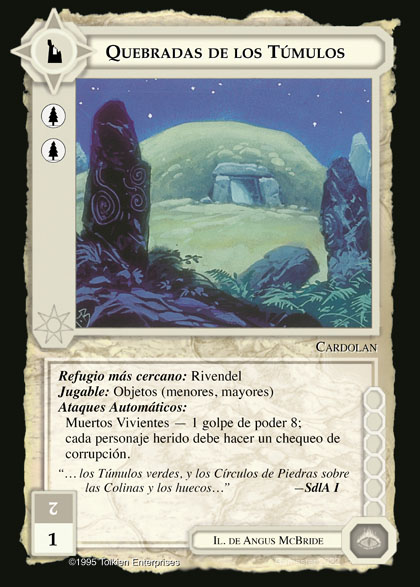 QUEBRADAS DE LOS TÚMULOS
CARDOLAN
Refugio más cercano: Rivendel
Jugable: Objetos (menores, mayores)
Ataques Automáticos:
Muertos Vivientes — 1 golpe de poder 8;
cada personaje herido debe hacer un chequeo de
corrupción.
“… los Túmulos verdes, y los Círculos de Piedras sobre
las Colinas y los huecos…” —SdlA I
2
1
IL. DE ANGUS MCBRIDE
©1995 Tolkien Enterprises